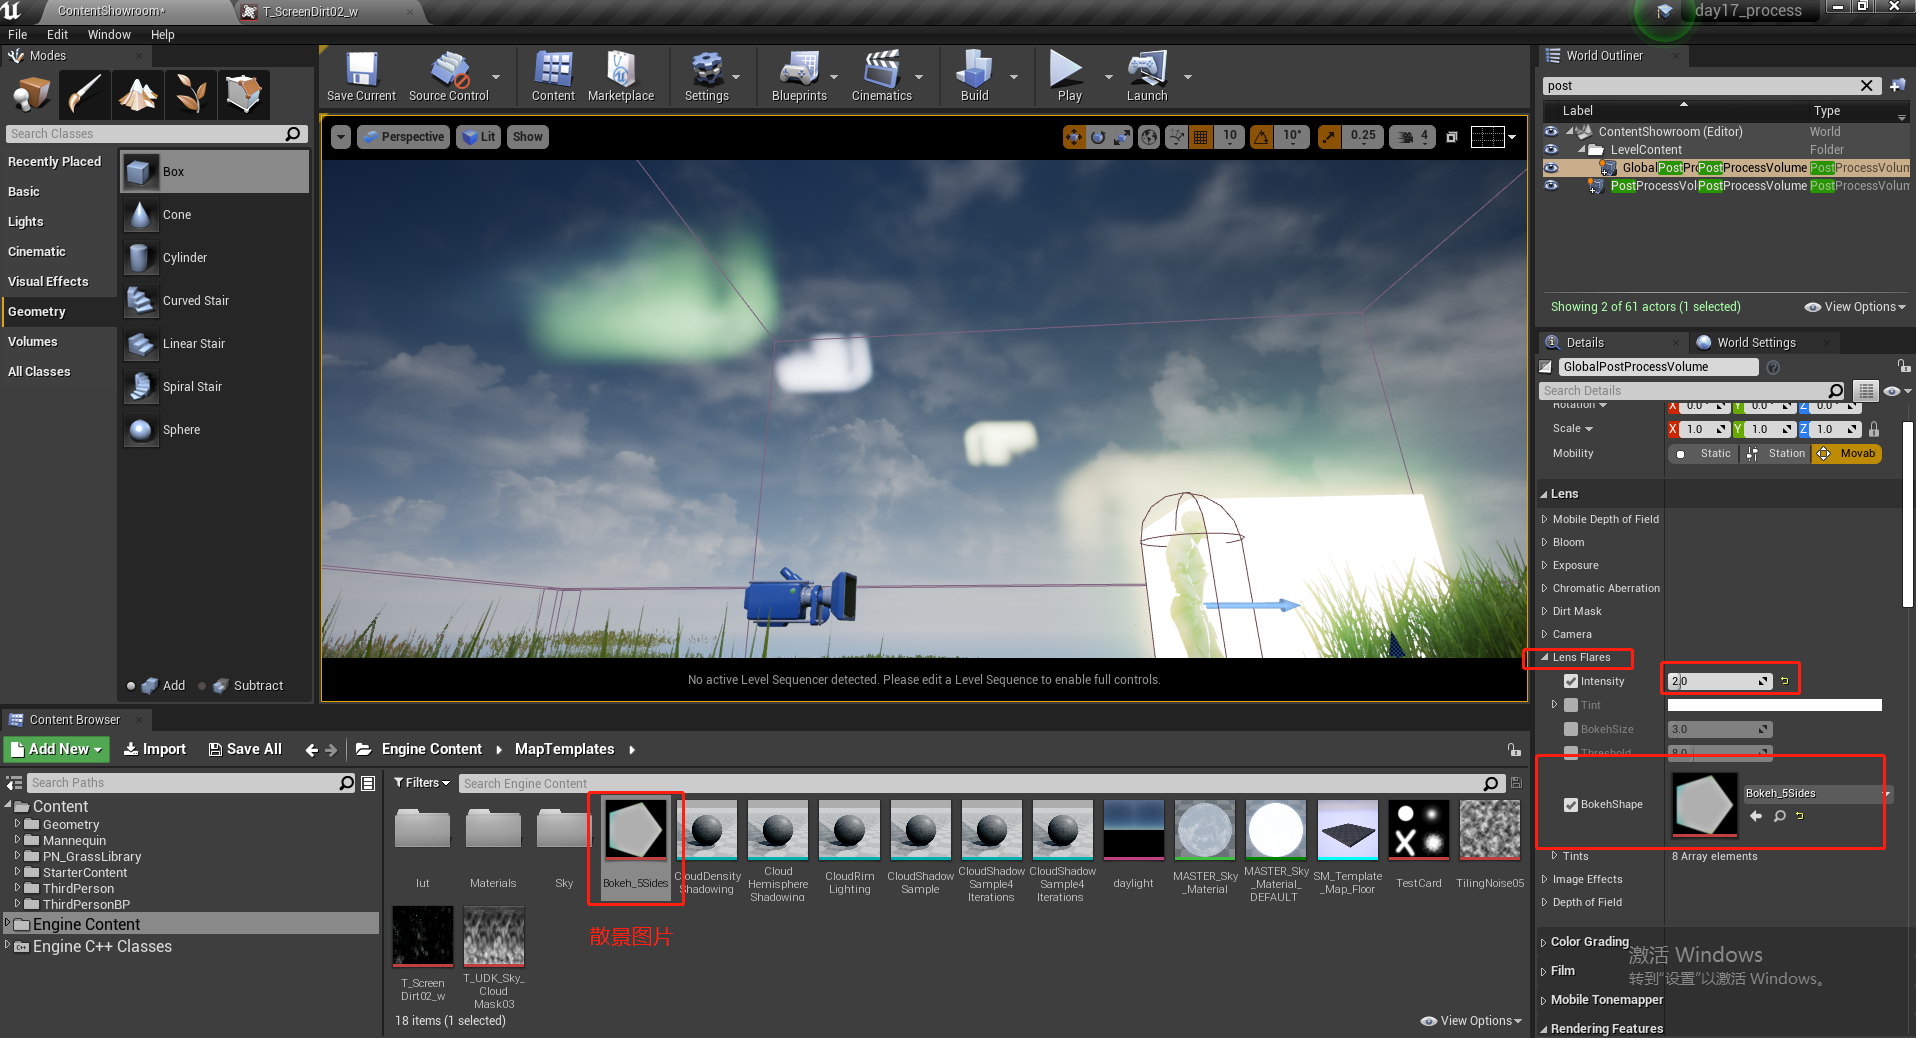 ContentShowroom*
T_ScreenDirt02_w
day17_process
File Edit Window Help
Modes
Search Classes
Recently Placed
Basic
Lights
Cinematic
Visual Effects
Geometry
Volumes
All Classes
Box
Cone
Cylinder
Curved Stair
Linear Stair
Spiral Stair
Sphere
Add Subtract
Save Current
Source Control
Content
Marketplace
Settings
Blueprints
Cinematics
Build
Play
Launch
Perspective
Lit
Show
10
10°
0.25
4
No active Level Sequencer detected. Please edit a Level Sequence to enable full controls.
World Outliner
post
Label Type
ContentShowroom (Editor) World
LevelContent Folder
GlobalPostPrPostProcessVolume PostProcessVolum
PostProcessVolPostProcessVolume PostProcessVolum
Showing 2 of 61 actors (1 selected)
View Options
Details
World Settings
GlobalPostProcessVolume
Search Details
Rotation X 0.0° Y 0.0° Z 0.0°
Scale X 1.0 Y 1.0 Z 1.0
Mobility Static Station Movab
Lens
Mobile Depth of Field
Bloom
Exposure
Chromatic Aberration
Dirt Mask
Camera
Lens Flares
Intensity 2.0
Tint
BokehSize 3.0
Threshold 8.0
BokehShape Bokeh_5Sides
Tints 8 Array elements
Image Effects
Depth of Field
Color Grading
Film
Mobile Tonemapper
Rendering Features
激活 Windows
转到“设置”以激活 Windows。
Content Browser
Add New
Import
Save All
Engine Content
MapTemplates
Search Paths
Content
Geometry
Mannequin
PN_GrassLibrary
StarterContent
ThirdPerson
ThirdPersonBP
Engine Content
Engine C++ Classes
Filters
Search Engine Content
lut
Materials
Sky
Bokeh_5Sides
CloudDensity
Shadowing
Cloud
Hemisphere
Shadowing
CloudRim
Lighting
CloudShadow
Sample
CloudShadow
Sample4
Iterations
CloudShadow
Sample4
Iterations
daylight
MASTER_Sky
_Material
MASTER_Sky
_Material_
DEFAULT
SM_Template
_Map_Floor
TestCard
TilingNoise05
散景图片
T_Screen
Dirt02_w
T_UDK_Sky_
Cloud
Mask03
18 items (1 selected)
View Options